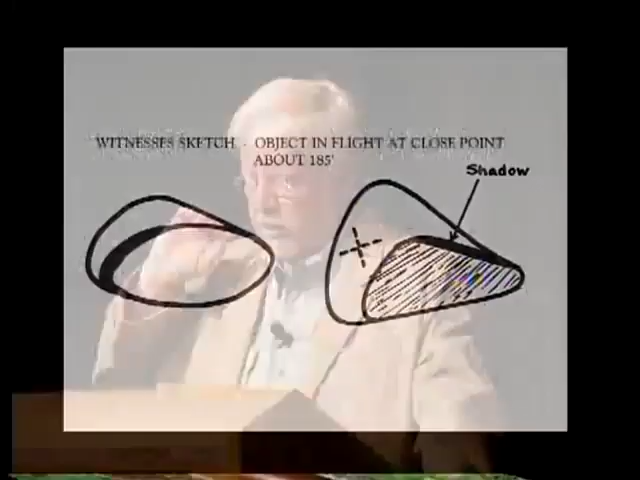 WITNESSES SKETCH - OBJECT IN FLIGHT AT CLOSE POINT
ABOUT 185'
Shadow